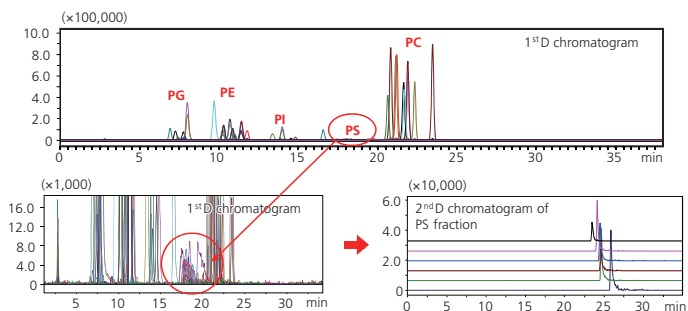 (×100,000)
10.0
8.0
6.0
4.0
2.0
0
PG
PE
PI
PS
PC
1stD chromatogram
0 5 10 15 20 25 30 35 min
(×1,000)
16.0
12.0
8.0
4.0
0
1stD chromatogram
5 10 15 20 25 30 min
(×10,000)
6.0
4.0
2.0
0
2ndD chromatogram of
PS fraction
0 5 10 15 20 25 30 min